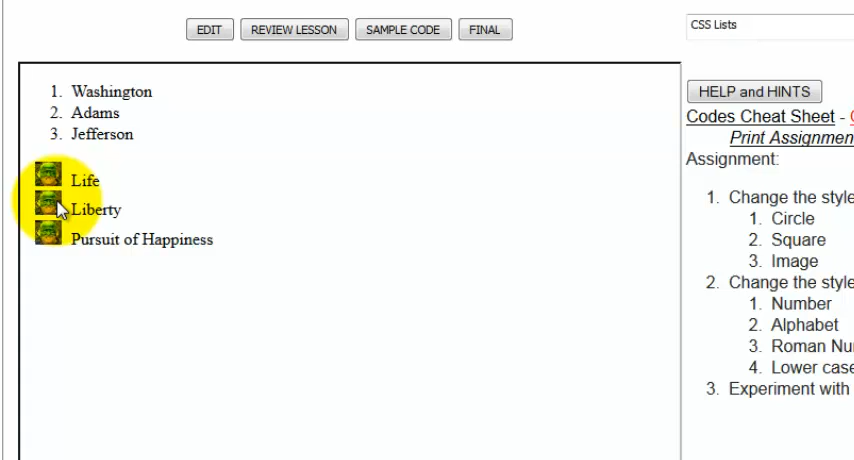 EDIT REVIEW LESSON SAMPLE CODE FINAL
CSS Lists
1. Washington
2. Adams
3. Jefferson
Life
Liberty
Pursuit of Happiness
HELP and HINTS
Codes Cheat Sheet -
Print Assignmen
Assignment:
1. Change the style
1. Circle
2. Square
3. Image
2. Change the style
1. Number
2. Alphabet
3. Roman Nu
4. Lower case
3. Experiment with